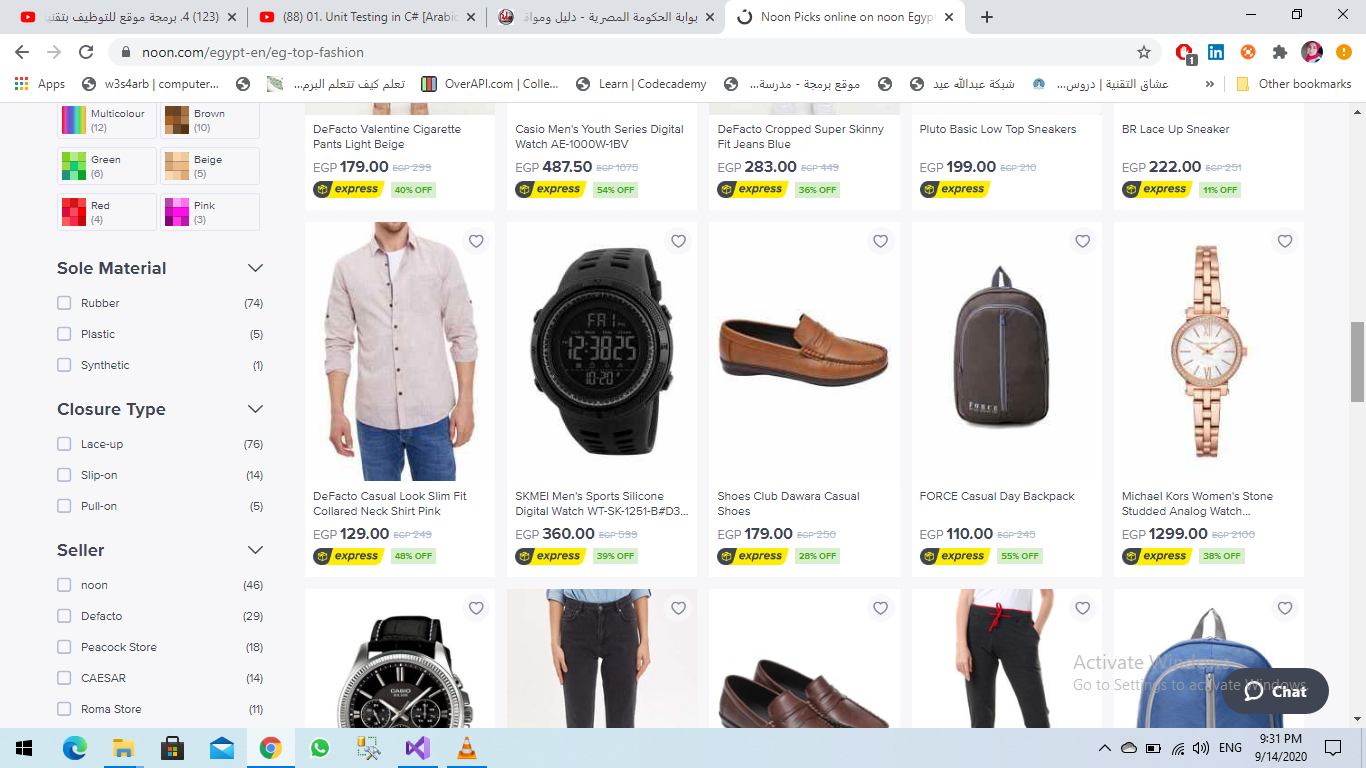 (123) 4. برمجة موقع للتوظيف بتقنية
(88) 01. Unit Testing in C# [Arabic
بوابة الحكومة المصرية - دليل ومواق
Noon Picks online on noon Egyp
noon.com/egypt-en/eg-top-fashion
1
Apps
w3s4arb | computer...
تعلم كيف تتعلم البرم...
OverAPI.com | Colle...
Learn | Codecademy
موقع برمجة - مدرسة...
شبكة عبدالله عيد
عشاق التقنية | دروس...
»
Other bookmarks
Multicolour
(12)
Brown
(10)
Green
(6)
Beige
(5)
Red
(4)
Pink
(3)
Sole Material
Rubber (74)
Plastic (5)
Synthetic (1)
Closure Type
Lace-up (76)
Slip-on (14)
Pull-on (5)
Seller
noon (46)
Defacto (29)
Peacock Store (18)
CAESAR (14)
Roma Store (11)
DeFacto Valentine Cigarette
Pants Light Beige
EGP 179.00 EGP 299
express 40% OFF
Casio Men's Youth Series Digital
Watch AE-1000W-1BV
EGP 487.50 EGP 1075
express 54% OFF
DeFacto Cropped Super Skinny
Fit Jeans Blue
EGP 283.00 EGP 449
express 36% OFF
Pluto Basic Low Top Sneakers
EGP 199.00 EGP 210
express
BR Lace Up Sneaker
EGP 222.00 EGP 251
express 11% OFF
DeFacto Casual Look Slim Fit
Collared Neck Shirt Pink
EGP 129.00 EGP 249
express 48% OFF
FRI PM
12:38 25
10-20
SKMEI Men's Sports Silicone
Digital Watch WT-SK-1251-B#D3...
EGP 360.00 EGP 599
express 39% OFF
Shoes Club Dawara Casual
Shoes
EGP 179.00 EGP 250
express 28% OFF
FORCE
FORCE Casual Day Backpack
EGP 110.00 EGP 245
express 55% OFF
Michael Kors Women's Stone
Studded Analog Watch...
EGP 1299.00 EGP 2100
express 38% OFF
CASIO
Activate Windows
Go to Settings to activate Windows.
Chat
ENG
9:31 PM
9/14/2020